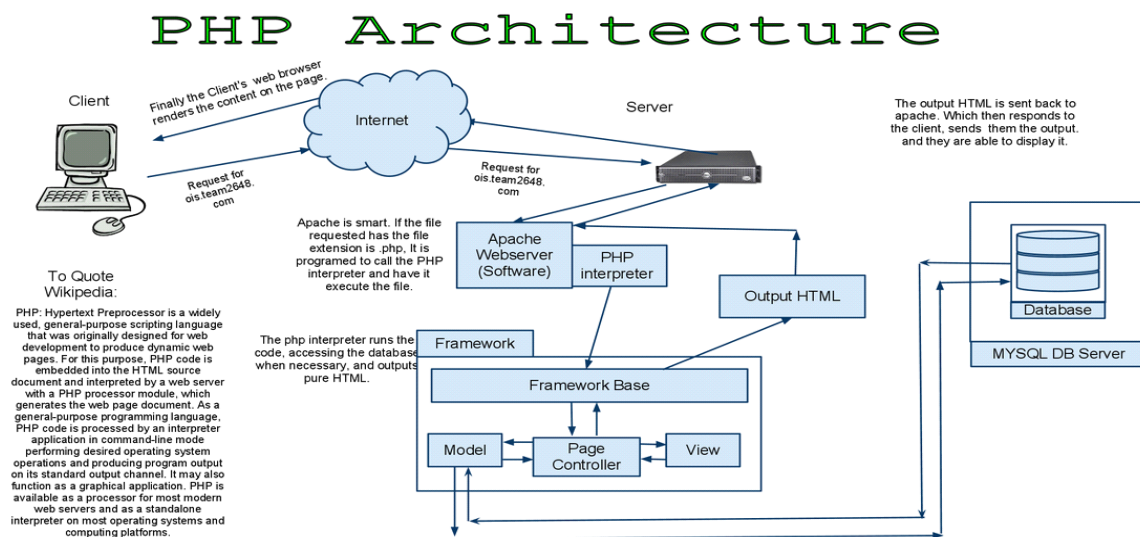 PHP Architecture
Client
Finally the Client's web browser
renders the content on the page.
Internet
Server
The output HTML is sent back to
apache. Which then responds to
the client, sends them the output.
and they are able to display it.
Request for
ois.team2648.
com
Request for
ois.team2648.
com
Apache is smart. If the file
requested has the file
extension is .php, It is
programed to call the PHP
interpreter and have it
execute the file.
Apache
Webserver
(Software)
PHP
interpreter
Output HTML
Database
MYSQL DB Server
To Quote
Wikipedia:
PHP: Hypertext Preprocessor is a widely
used, general-purpose scripting language
that was originally designed for web
development to produce dynamic web
pages. For this purpose, PHP code is
embedded into the HTML source
document and interpreted by a web server
with a PHP processor module, which
generates the web page document. As a
general-purpose programming language,
PHP code is processed by an interpreter
application in command-line mode
performing desired operating system
operations and producing program output
on its standard output channel. It may also
function as a graphical application. PHP is
available as a processor for most modern
web servers and as a standalone
interpreter on most operating systems and
computing platforms.
The php interpreter runs the
code, accessing the database
when necessary, and outputs
pure HTML.
Framework
Framework Base
Model
Page
Controller
View